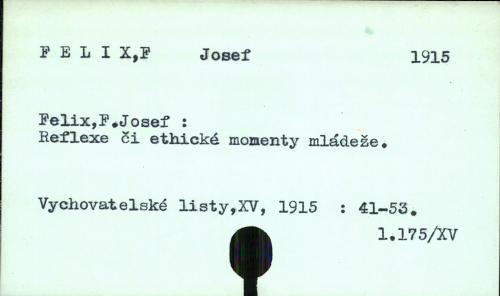 F E L I X,F Josef 1915
Felix,F.Josef :
Reflexe či ethické momenty mládeže.
Vychovatelské listy,XV, 1915 : 41-53.
1.175/XV